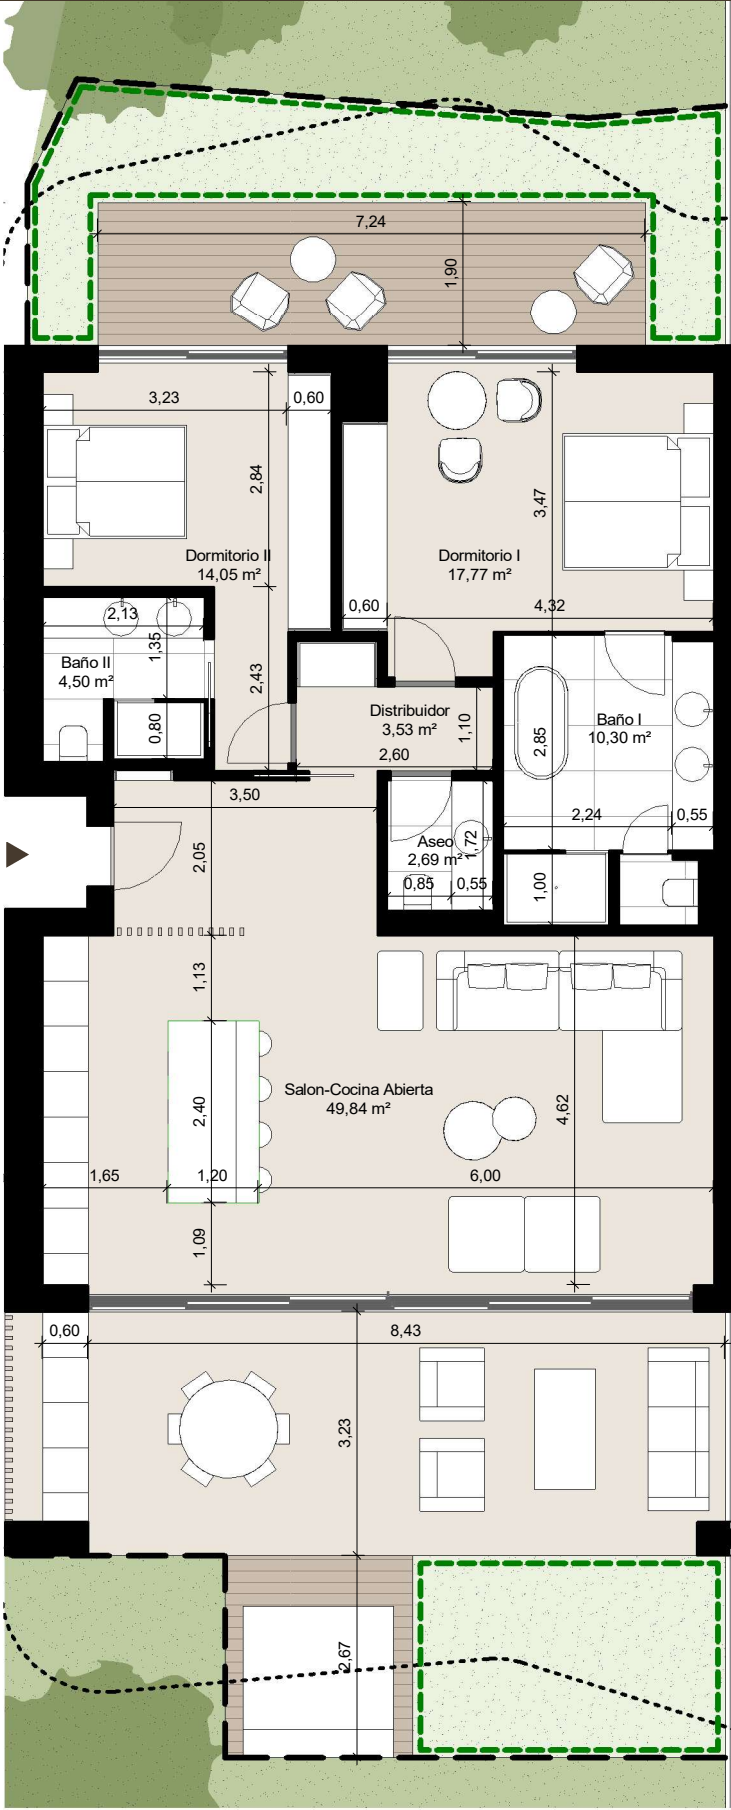 7,24
1,90
3,23
0,60
2,84
3,47
Dormitorio II
14,05 m²
Dormitorio I
17,77 m²
0,60
4,32
2,13
1,35
Baño II
4,50 m²
2,43
0,80
Distribuidor
3,53 m²
1,10
2,60
Baño I
10,30 m²
2,85
2,24
0,55
3,50
2,05
Aseo
2,69 m²
1,72
0,85
0,55
1,00
1,13
Salon-Cocina Abierta
49,84 m²
2,40
4,62
1,65
1,20
6,00
1,09
0,60
8,43
3,23
2,67